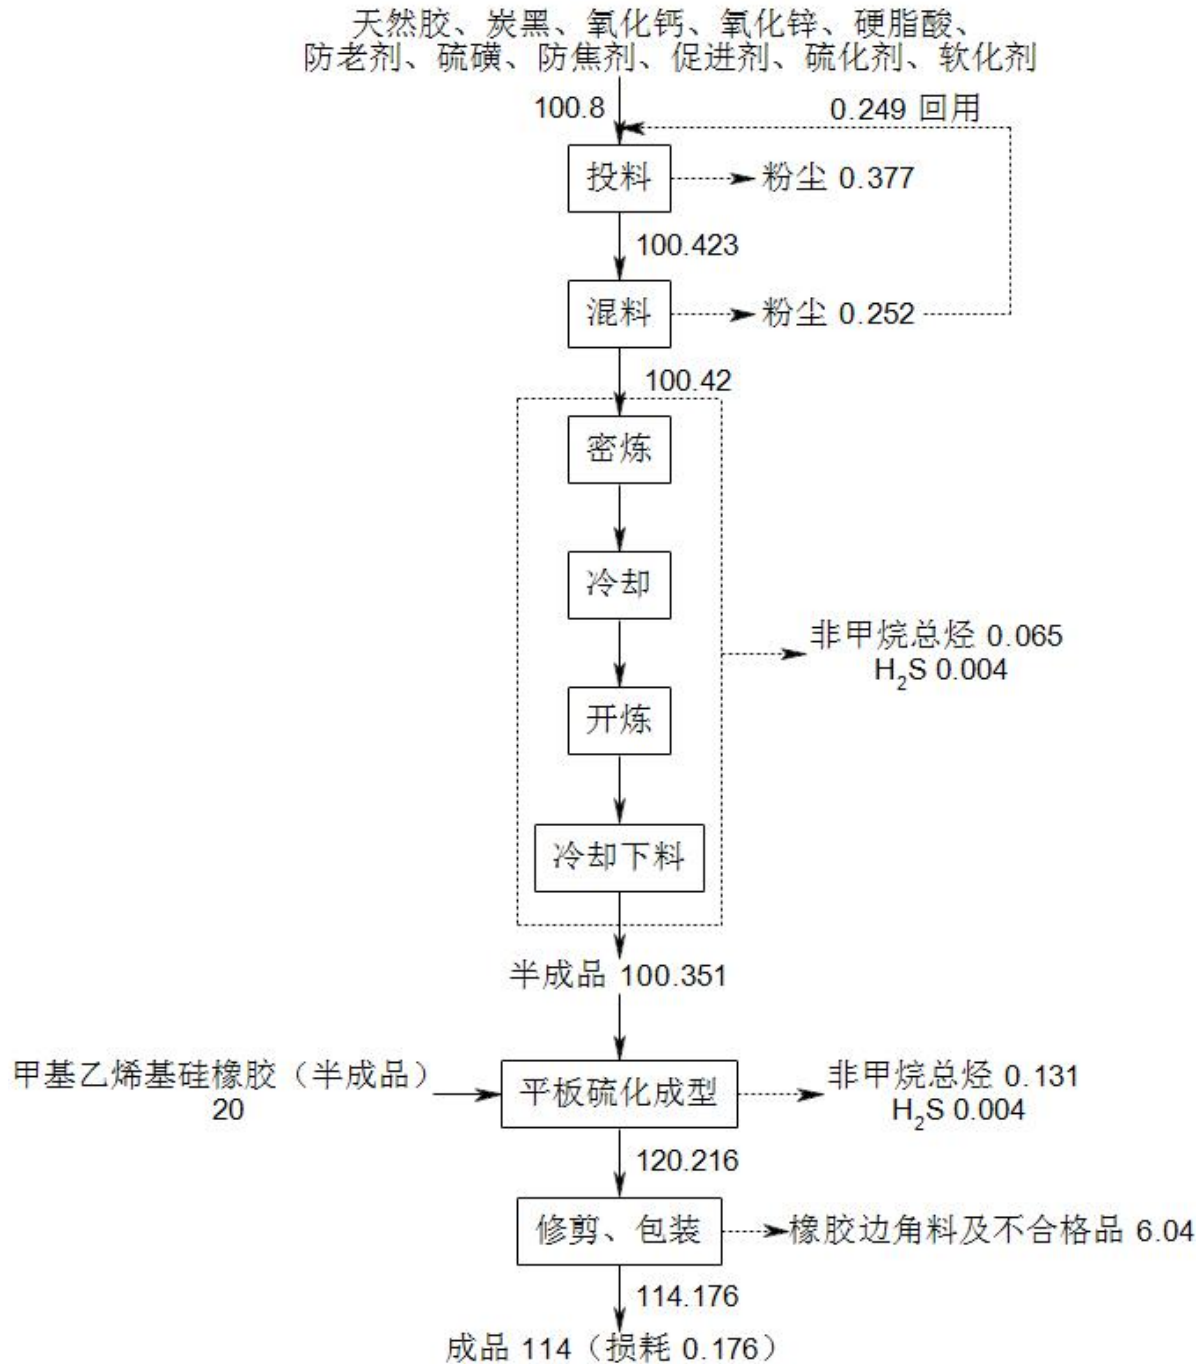 天然胶、炭黑、氧化钙、氧化锌、硬脂酸、
防老剂、硫磺、防焦剂、促进剂、硫化剂、软化剂
100.8
0.249 回用
投料
粉尘 0.377
100.423
混料
粉尘 0.252
100.42
密炼
冷却
非甲烷总烃 0.065
H₂S 0.004
开炼
冷却下料
半成品 100.351
甲基乙烯基硅橡胶（半成品）
20
平板硫化成型
非甲烷总烃 0.131
H₂S 0.004
120.216
修剪、包装
橡胶边角料及不合格品 6.04
114.176
成品 114（损耗 0.176）